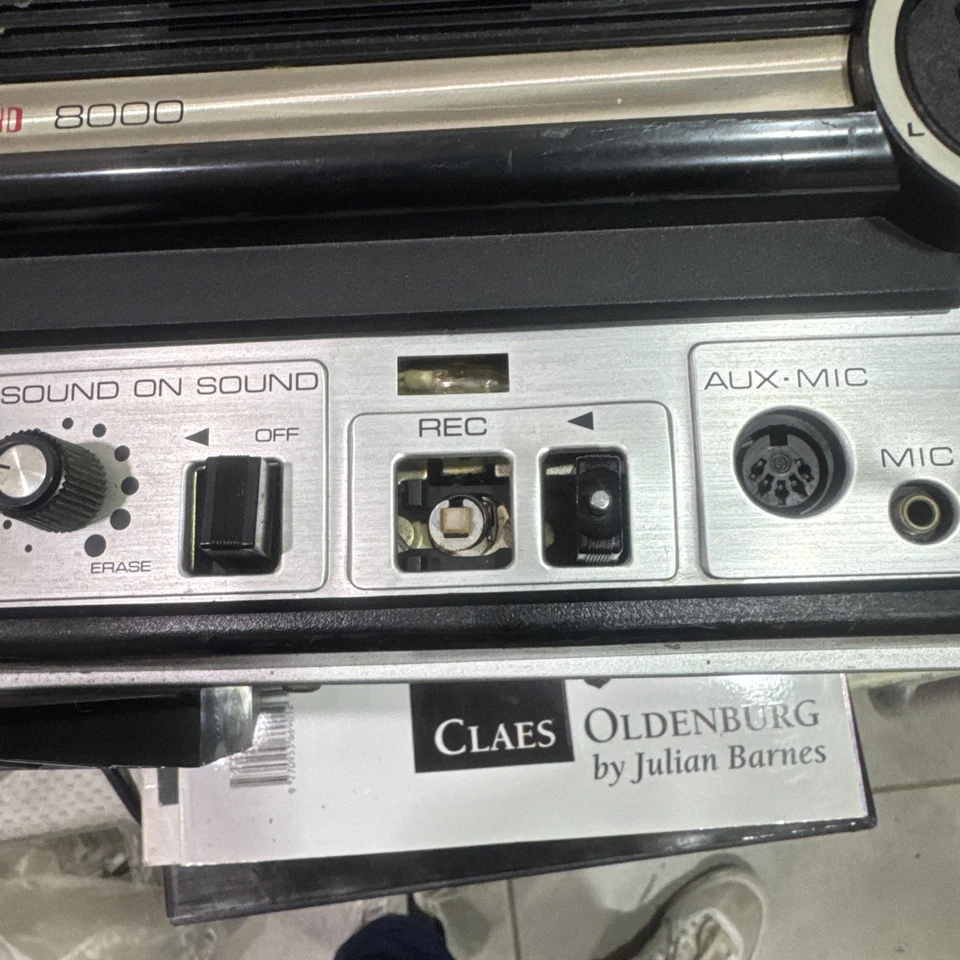 8000
L
SOUND ON SOUND
OFF
ERASE
REC
AUX·MIC
MIC
CLAES OLDENBURG
by Julian Barnes